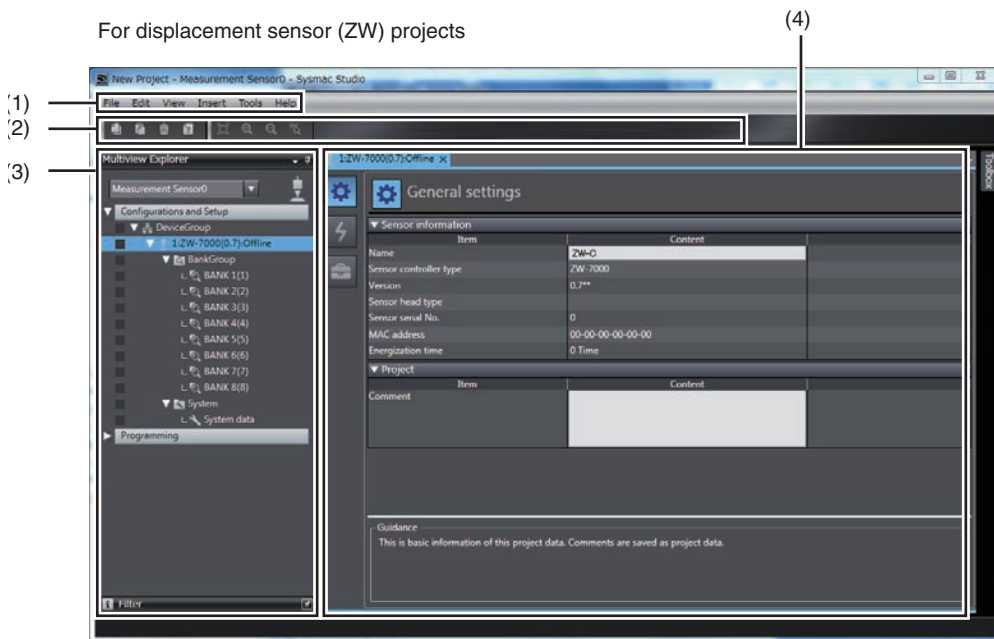 For displacement sensor (ZW) projects
(4)
New Project - Measurement Sensor0 - Sysmac Studio
(1)
File Edit View Insert Tools Help
(2)
(3)
Multiview Explorer
1:ZW-7000(0.7):Offline
Toolbox
Measurement Sensor0
General settings
Configurations and Setup
DeviceGroup
1:ZW-7000(0.7):Offline
BankGroup
BANK 1(1)
BANK 2(2)
BANK 3(3)
BANK 4(4)
BANK 5(5)
BANK 6(6)
BANK 7(7)
BANK 8(8)
System
System data
Programming
Filter
Sensor information
Item Content
Name ZW-C
Sensor controller type ZW-7000
Version 0.7**
Sensor head type
Sensor serial No. 0
MAC address 00-00-00-00-00-00
Energization time 0 Time
Project
Item Content
Comment
Guidance
This is basic information of this project data. Comments are saved as project data.